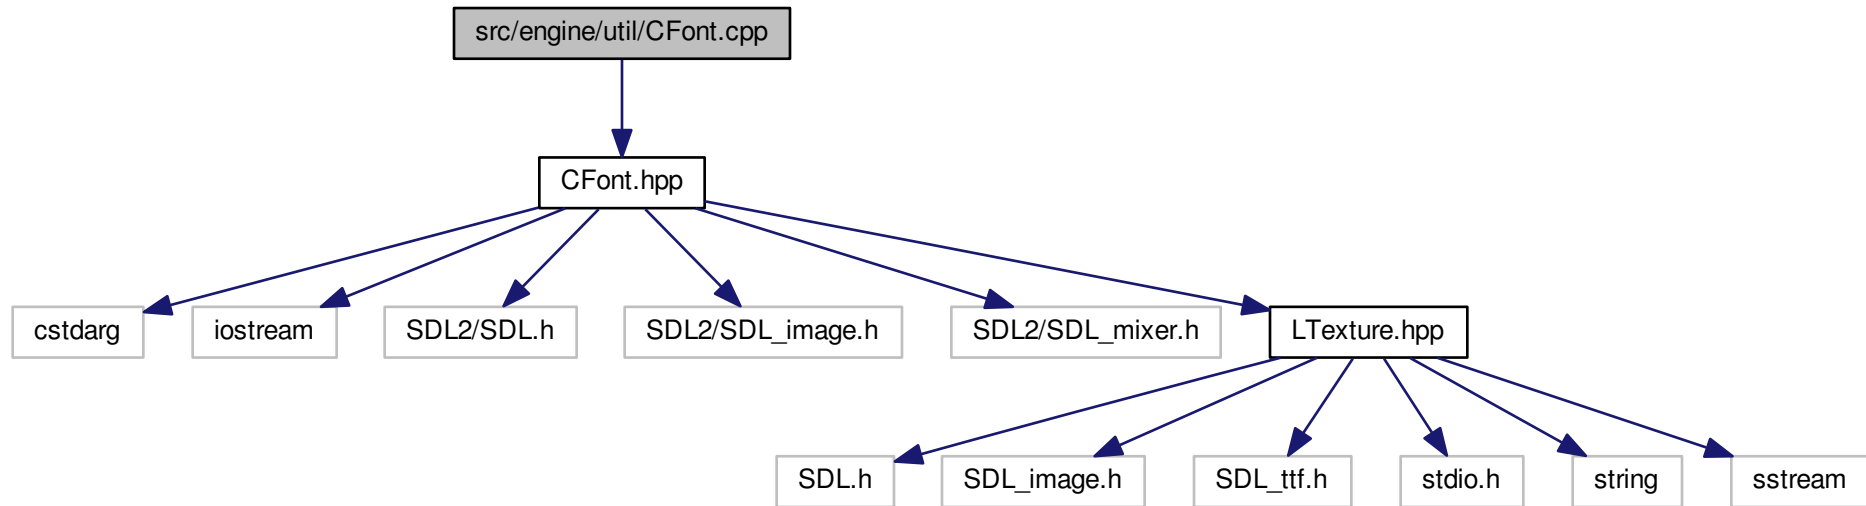 src/engine/util/CFont.cpp
CFont.hpp
cstdarg
iostream
SDL2/SDL.h
SDL2/SDL_image.h
SDL2/SDL_mixer.h
LTexture.hpp
SDL.h
SDL_image.h
SDL_ttf.h
stdio.h
string
sstream